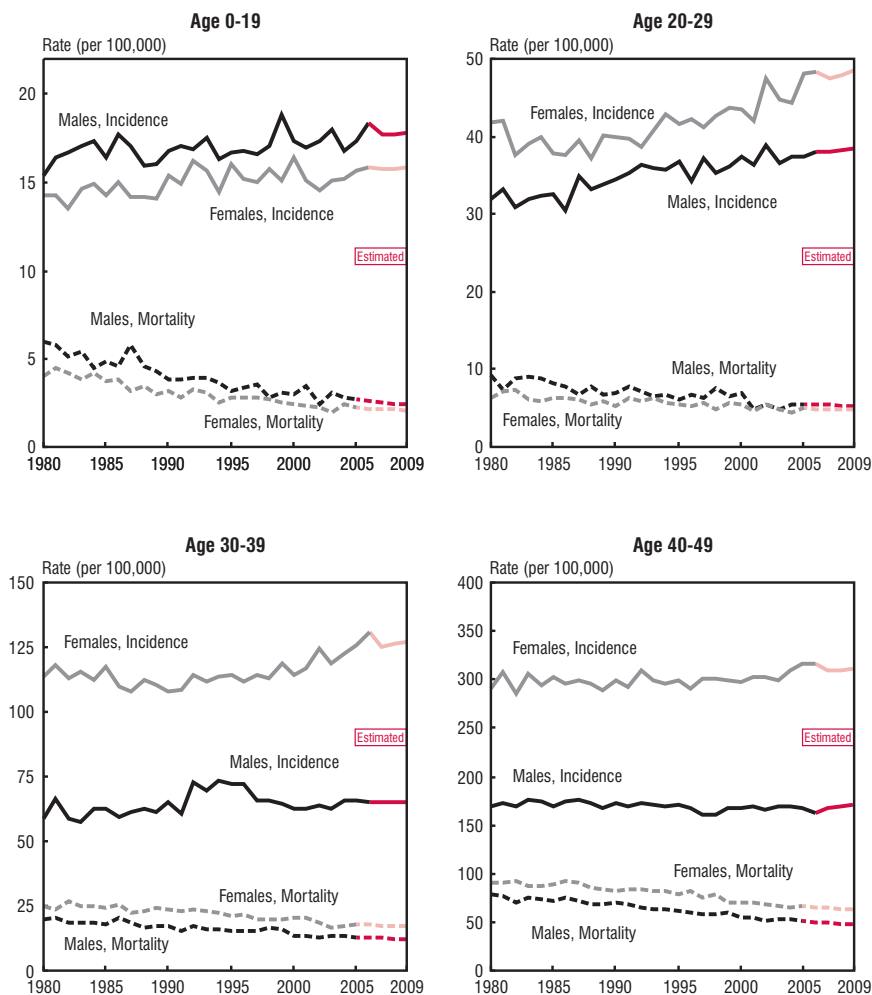 Age 0-19
Rate (per 100,000)
20
15
10
5
0
Males, Incidence
Females, Incidence
Estimated
Males, Mortality
Females, Mortality
1980 1985 1990 1995 2000 2005 2009
Age 20-29
Rate (per 100,000)
50
40
30
20
10
0
Females, Incidence
Males, Incidence
Estimated
Males, Mortality
Females, Mortality
1980 1985 1990 1995 2000 2005 2009
Age 30-39
Rate (per 100,000)
150
125
100
75
50
25
0
Females, Incidence
Estimated
Males, Incidence
Females, Mortality
Males, Mortality
1980 1985 1990 1995 2000 2005 2009
Age 40-49
Rate (per 100,000)
400
350
300
250
200
150
100
50
0
Females, Incidence
Estimated
Males, Incidence
Females, Mortality
Males, Mortality
1980 1985 1990 1995 2000 2005 2009